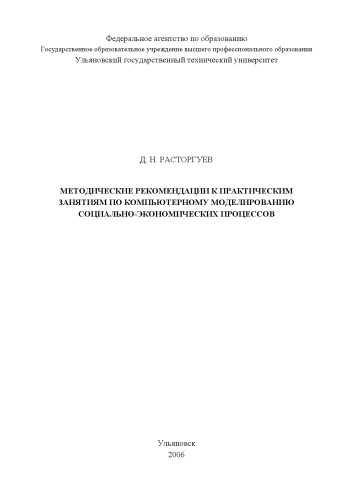 Федеральное агентство по образованию
Государственное образовательное учреждение высшего профессионального образования
Ульяновский государственный технический университет
Д. Н. РАСТОРГУЕВ
МЕТОДИЧЕСКИЕ РЕКОМЕНДАЦИИ К ПРАКТИЧЕСКИМ
ЗАНЯТИЯМ ПО КОМПЬЮТЕРНОМУ МОДЕЛИРОВАНИЮ
СОЦИАЛЬНО-ЭКОНОМИЧЕСКИХ ПРОЦЕССОВ
Ульяновск
2006